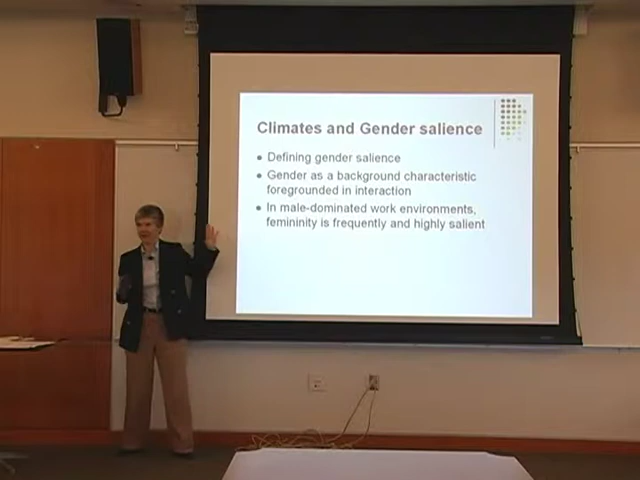 Climates and Gender salience
● Defining gender salience
● Gender as a background characteristic
foregrounded in interaction
● In male-dominated work environments,
femininity is frequently and highly salient